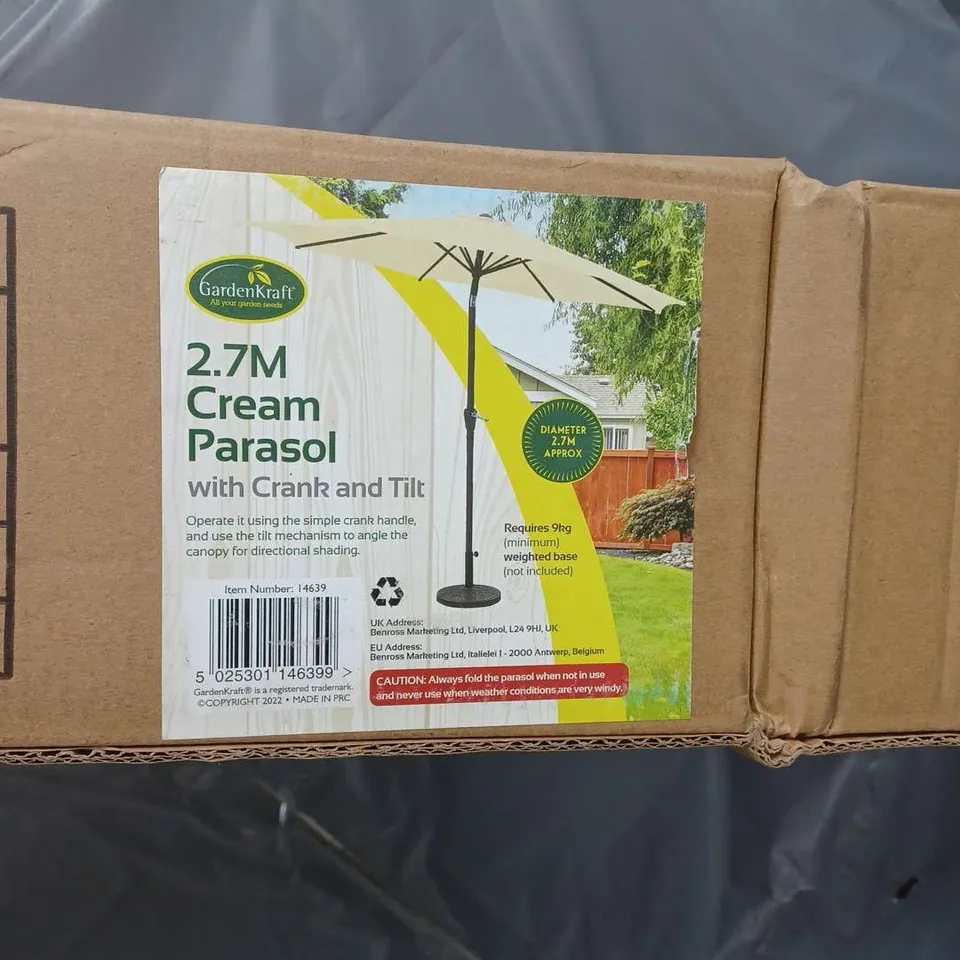 GardenKraft
All your garden needs
2.7M
Cream
Parasol
with Crank and Tilt
Operate it using the simple crank handle,
and use the tilt mechanism to angle the
canopy for directional shading.
DIAMETER
2.7M
APPROX
Requires 9kg
(minimum)
weighted base
(not included)
Item Number: 14639
5 025301 146399 >
GardenKraft® is a registered trademark.
©COPYRIGHT 2022 • MADE IN PRC
UK Address:
Benross Marketing Ltd, Liverpool, L24 9HJ, UK
EU Address:
Benross Marketing Ltd, Italielei 1 - 2000 Antwerp, Belgium
CAUTION: Always fold the parasol when not in use
and never use when weather conditions are very windy.